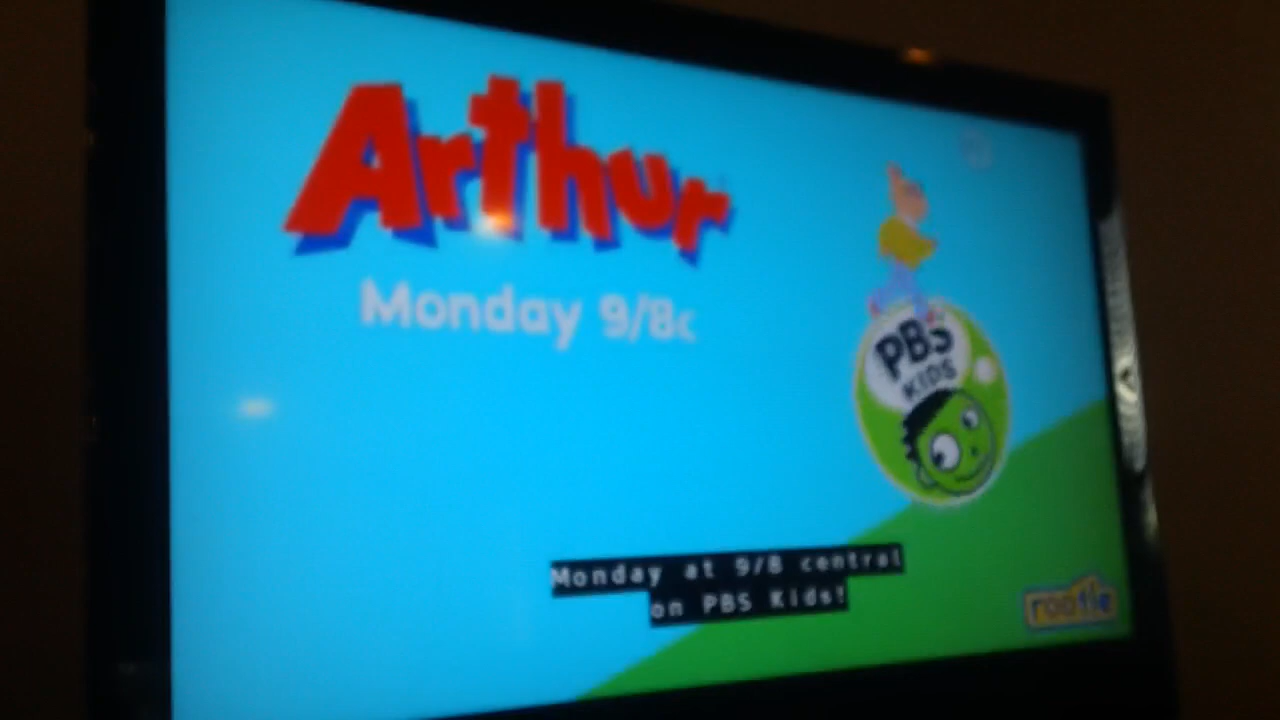 Arthur
Monday 9/8c
PBS
KIDS
Monday at 9/8 central
on PBS Kids!
rootle